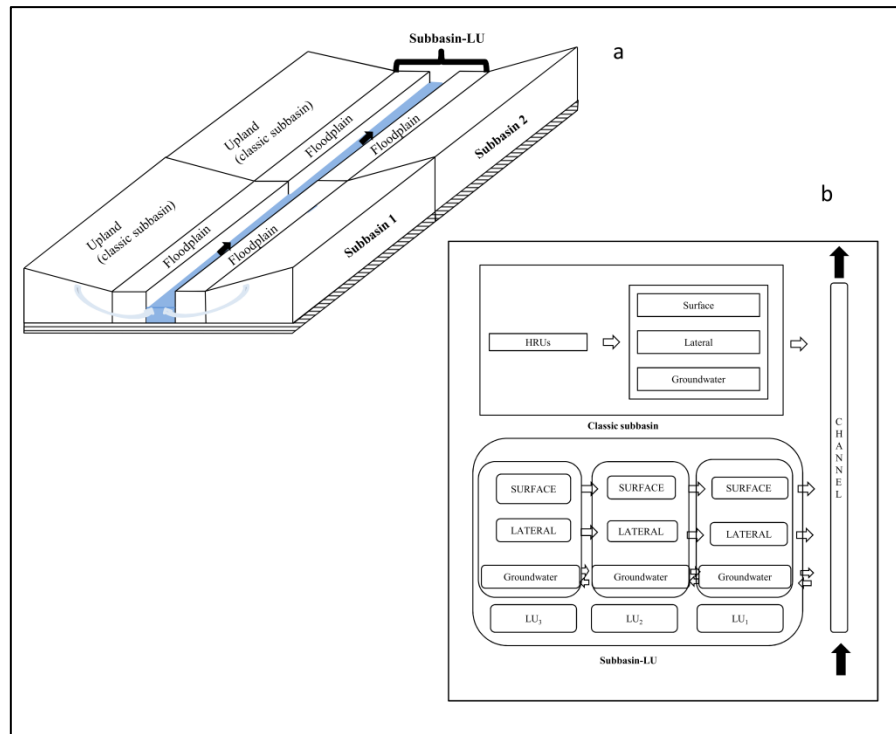 Subbasin-LU
a
Upland
(classic subbasin)
Floodplain
Floodplain
Subbasin 2
Upland
(classic subbasin)
Floodplain
Floodplain
Subbasin 1
b
HRUs
Surface
Lateral
Groundwater
Classic subbasin
SURFACE
SURFACE
SURFACE
LATERAL
LATERAL
LATERAL
Groundwater
Groundwater
Groundwater
LU3
LU2
LU1
Subbasin-LU
CHANNEL